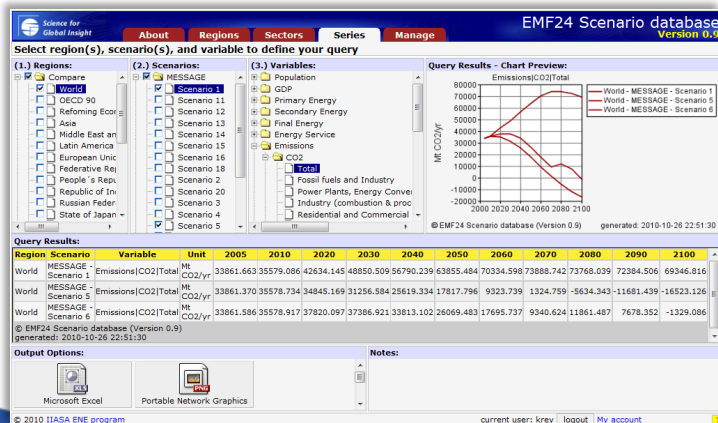 Science for
Global Insight
About Regions Sectors Series Manage
EMF24 Scenario database
Version 0.9
Select region(s), scenario(s), and variable to define your query
(1.) Regions:
Compare
World
OECD 90
Refoming Econ
Asia
Middle East an
Latin America
European Unic
Federative Rep
People´s Repu
Republic of In
Russian Feder
State of Japan
(2.) Scenarios:
MESSAGE
Scenario 1
Scenario 11
Scenario 12
Scenario 13
Scenario 14
Scenario 15
Scenario 16
Scenario 18
Scenario 2
Scenario 20
Scenario 3
Scenario 4
Scenario 5
(3.) Variables:
Population
GDP
Primary Energy
Secondary Energy
Final Energy
Energy Service
Emissions
CO2
Total
Fossil fuels and Industry
Power Plants, Energy Conver
Industry (combustion & proc
Residential and Commercial
Query Results - Chart Preview:
Emissions|CO2|Total
80000
70000
60000
50000
40000
30000
20000
10000
0
-10000
-20000
Mt CO2/yr
2000 2020 2040 2060 2080 2100
World - MESSAGE - Scenario 1
World - MESSAGE - Scenario 5
World - MESSAGE - Scenario 6
© EMF24 Scenario database (Version 0.9) generated: 2010-10-26 22:51:30
Query Results:
Region Scenario Variable Unit 2005 2010 2020 2030 2040 2050 2060 2070 2080 2090 2100
World MESSAGE - Scenario 1 Emissions|CO2|Total Mt CO2/yr 33861.663 35579.086 42634.145 48850.509 56790.239 63855.484 70334.598 73888.742 73768.039 72384.506 69346.816
World MESSAGE - Scenario 5 Emissions|CO2|Total Mt CO2/yr 33861.370 35578.734 34845.169 31256.584 25619.334 17817.796 9323.739 1324.759 -5634.343 -11681.439 -16523.126
World MESSAGE - Scenario 6 Emissions|CO2|Total Mt CO2/yr 33861.586 35578.917 37820.097 37386.921 33813.102 26069.483 17695.737 9340.624 11861.487 7678.352 -1329.086
© EMF24 Scenario database (Version 0.9)
generated: 2010-10-26 22:51:30
Output Options:
XLS
Microsoft Excel
PNG
Portable Network Graphics
Notes:
© 2010 IIASA ENE program
current user: krey logout My account